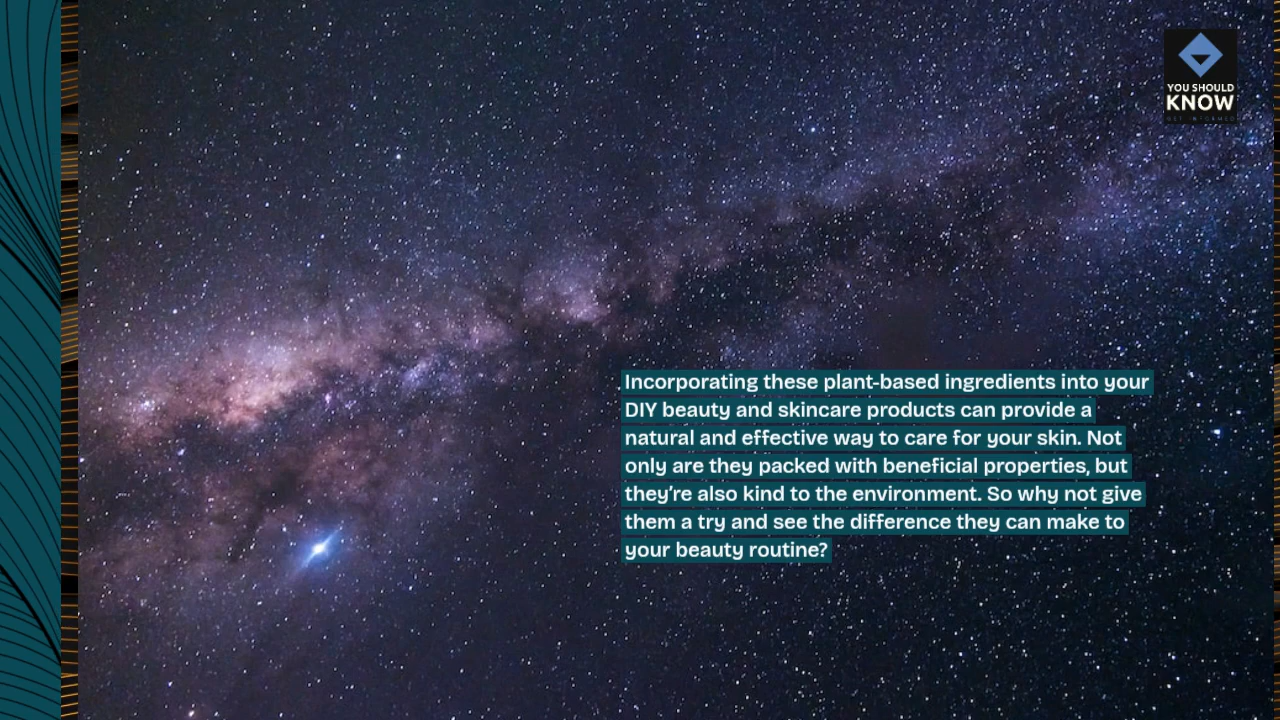 YOU SHOULD
KNOW
GET INFORMED
Incorporating these plant-based ingredients into your
DIY beauty and skincare products can provide a
natural and effective way to care for your skin. Not
only are they packed with beneficial properties, but
they're also kind to the environment. So why not give
them a try and see the difference they can make to
your beauty routine?